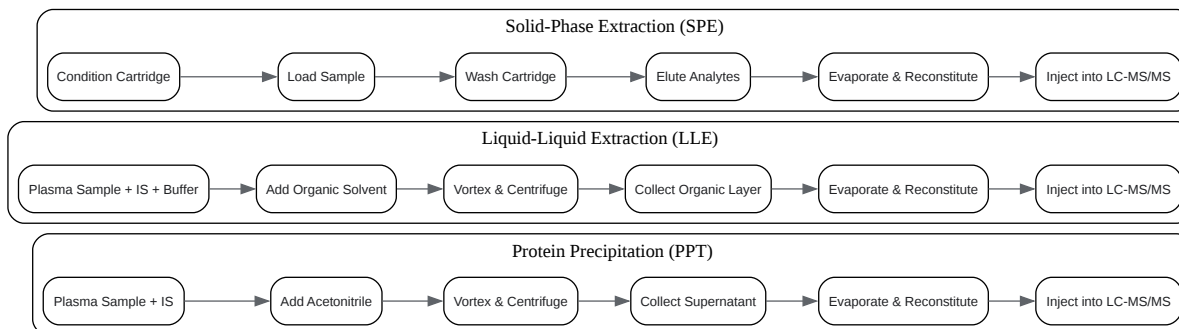 Solid-Phase Extraction (SPE)
Condition Cartridge
Load Sample
Wash Cartridge
Elute Analytes
Evaporate & Reconstitute
Inject into LC-MS/MS
Liquid-Liquid Extraction (LLE)
Plasma Sample + IS + Buffer
Add Organic Solvent
Vortex & Centrifuge
Collect Organic Layer
Evaporate & Reconstitute
Inject into LC-MS/MS
Protein Precipitation (PPT)
Plasma Sample + IS
Add Acetonitrile
Vortex & Centrifuge
Collect Supernatant
Evaporate & Reconstitute
Inject into LC-MS/MS